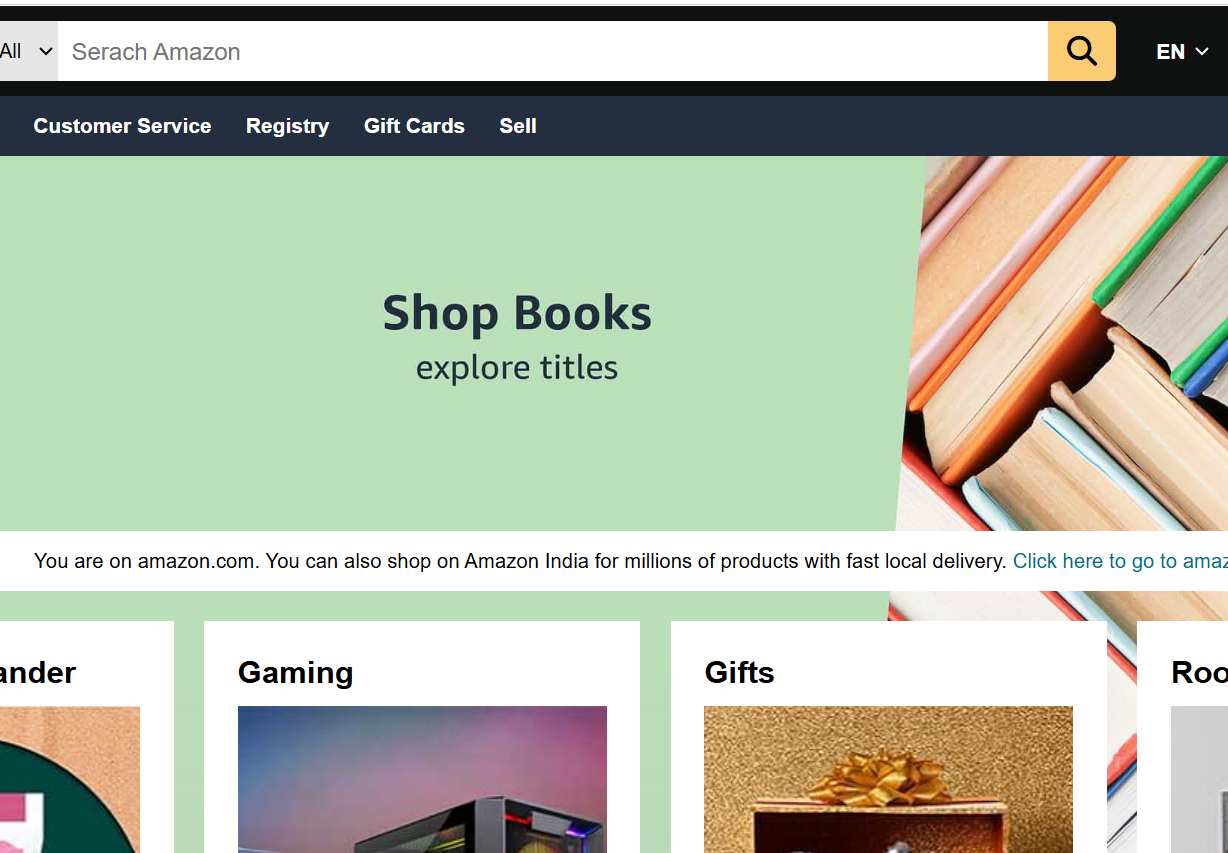 All
Serach Amazon
EN
Customer Service Registry Gift Cards Sell
Shop Books
explore titles
You are on amazon.com. You can also shop on Amazon India for millions of products with fast local delivery. Click here to go to amaz
ander
Gaming
Gifts
Roo